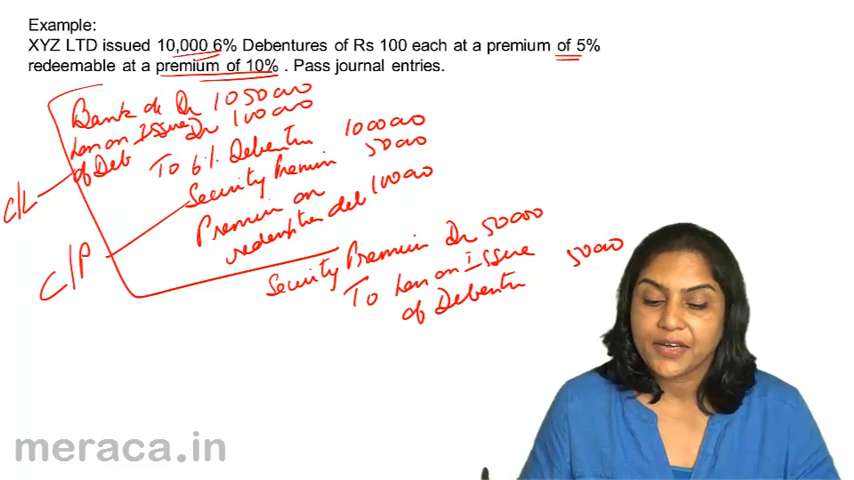 Example:
XYZ LTD issued 10,000 6% Debentures of Rs 100 each at a premium of 5%
redeemable at a premium of 10% . Pass journal entries.
Bank a/c Dr 1050000
Loss on Issue Dr 100000
of Deb
To 6% Debentur 1000000
Security Premium 50000
Premium on
redemption deb 100000
C/L
C/P
Security Premium Dr 50000
To Loss on Issue 50000
of Debentur
meraca.in